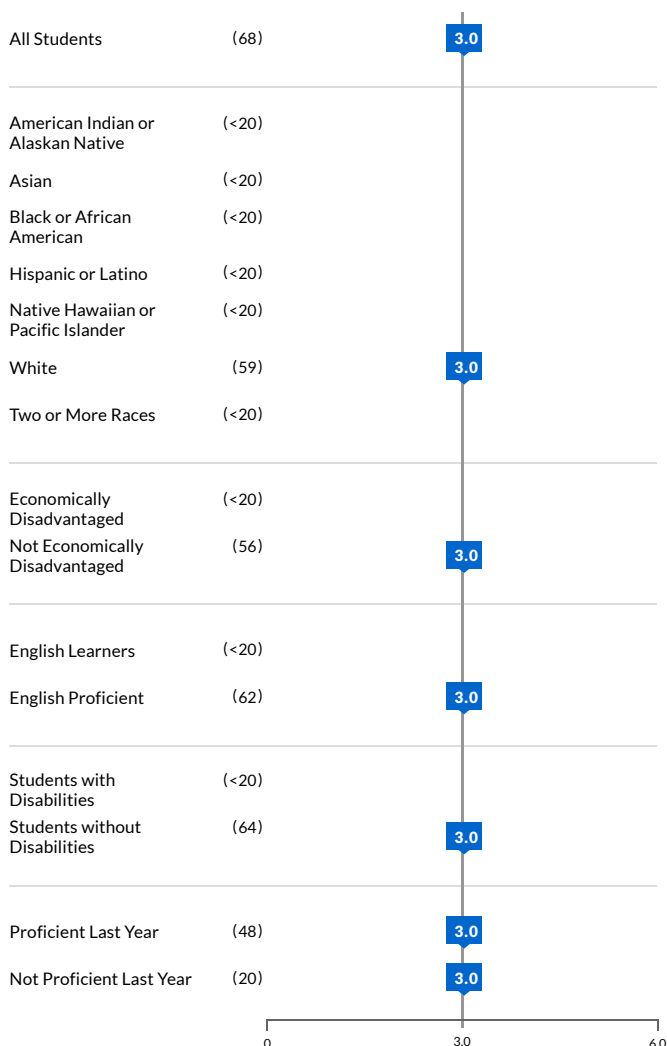 All Students (68) 3.0
American Indian or (<20)
Alaskan Native
Asian (<20)
Black or African (<20)
American
Hispanic or Latino (<20)
Native Hawaiian or (<20)
Pacific Islander
White (59) 3.0
Two or More Races (<20)
Economically (<20)
Disadvantaged
Not Economically (56) 3.0
Disadvantaged
English Learners (<20)
English Proficient (62) 3.0
Students with (<20)
Disabilities
Students without (64) 3.0
Disabilities
Proficient Last Year (48) 3.0
Not Proficient Last Year (20) 3.0
0 3.0 6.0